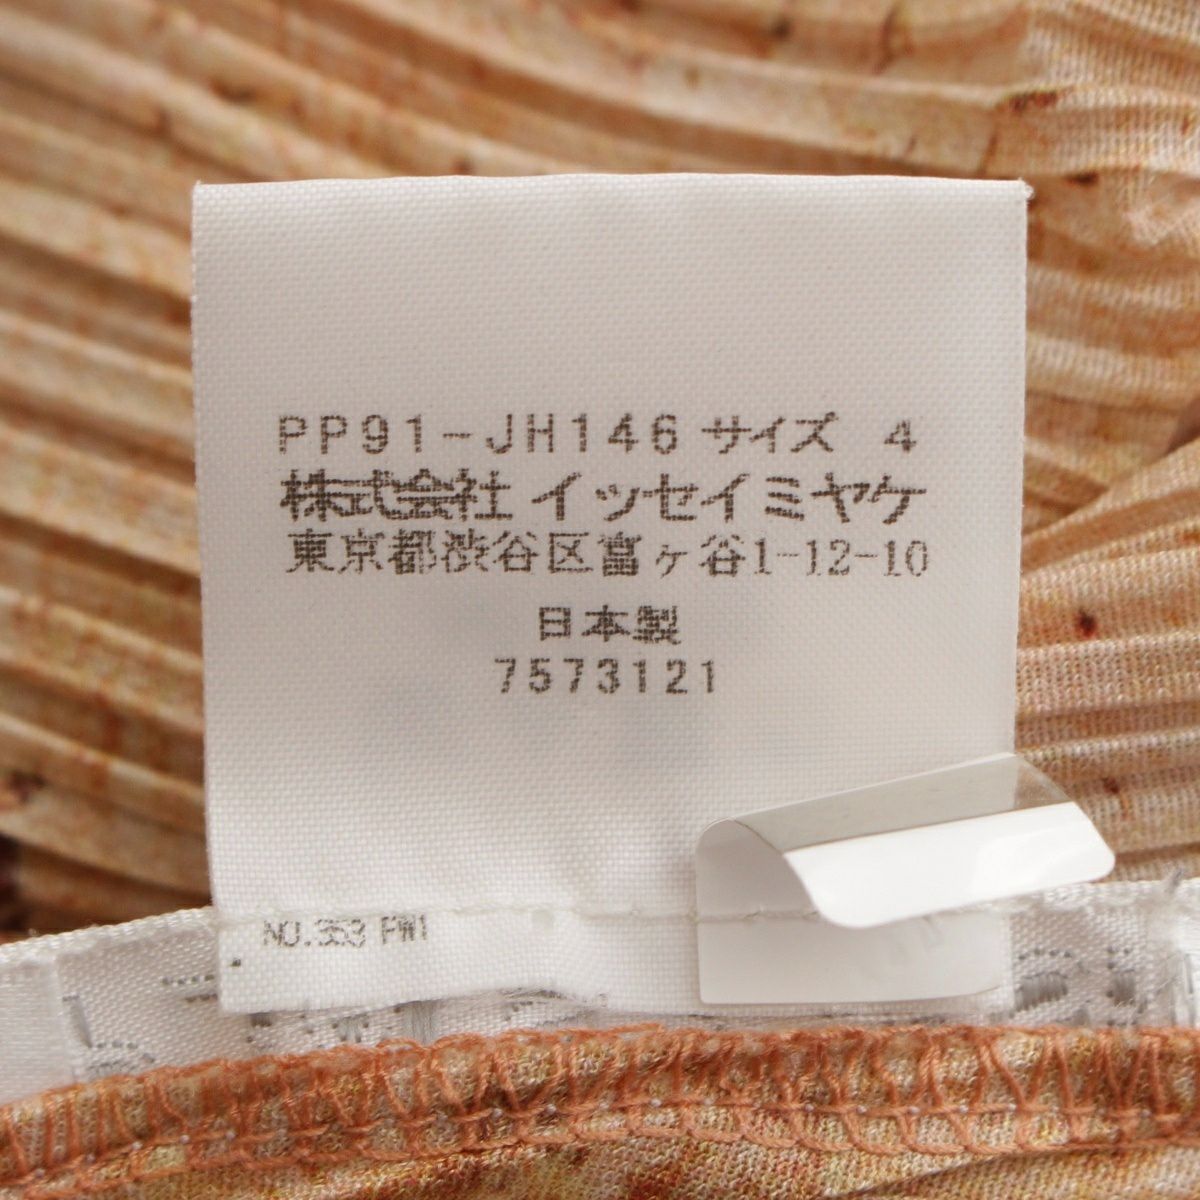 PP91-JH146 サイズ 4
株式会社 イッセイミヤケ
東京都渋谷区富ヶ谷1-12-10
日本製
7573121
NO.353 FW1